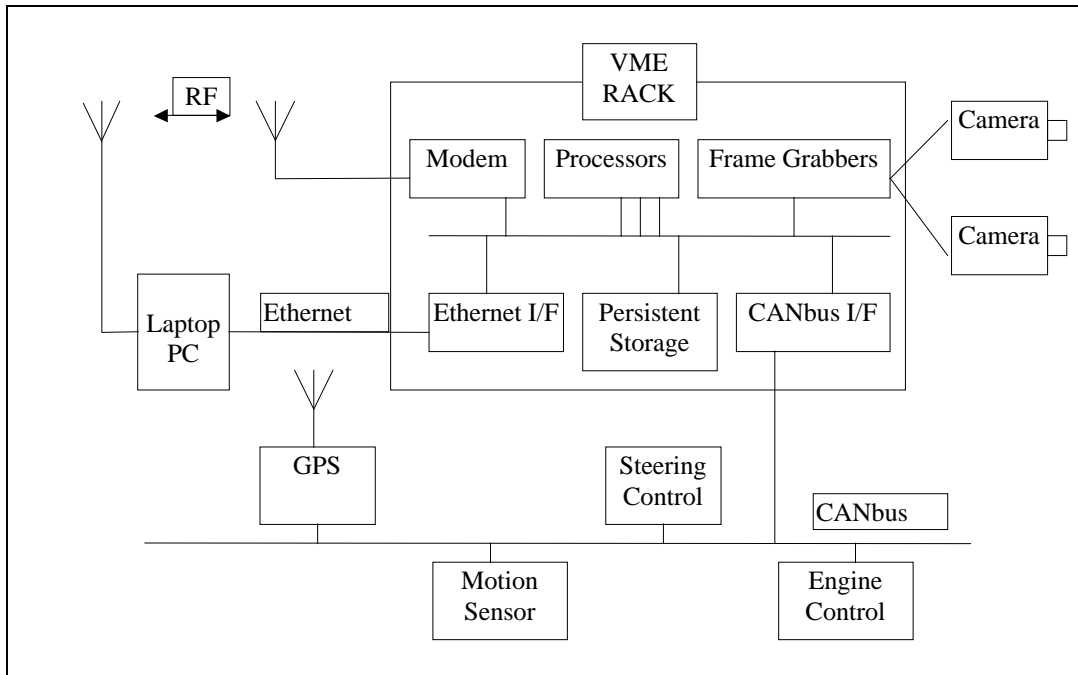 VME
RACK
RF
Camera
Modem
Processors
Frame Grabbers
Camera
Laptop
PC
Ethernet
Ethernet I/F
Persistent
Storage
CANbus I/F
GPS
Steering
Control
CANbus
Motion
Sensor
Engine
Control